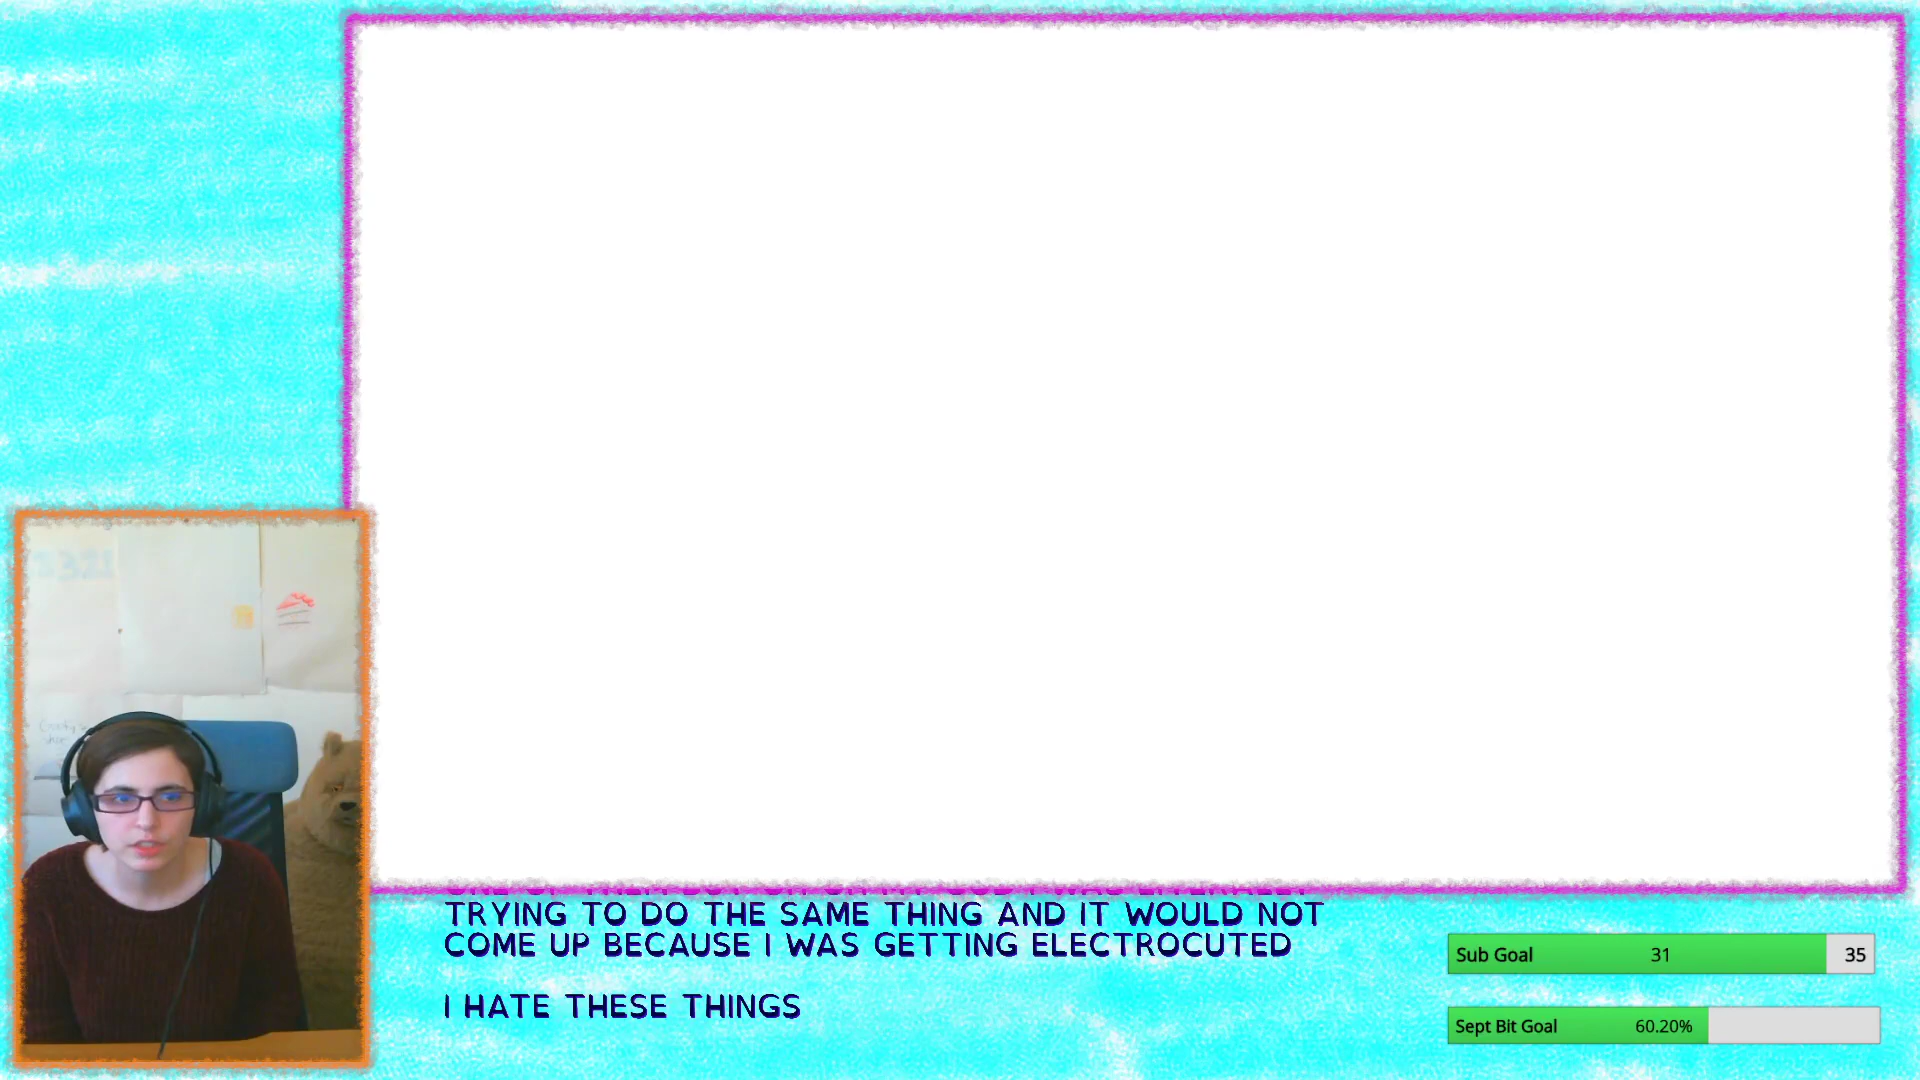 TRYING TO DO THE SAME THING AND IT WOULD NOT
COME UP BECAUSE I WAS GETTING ELECTROCUTED
I HATE THESE THINGS
Sub Goal 31 35
Sept Bit Goal 60.20%